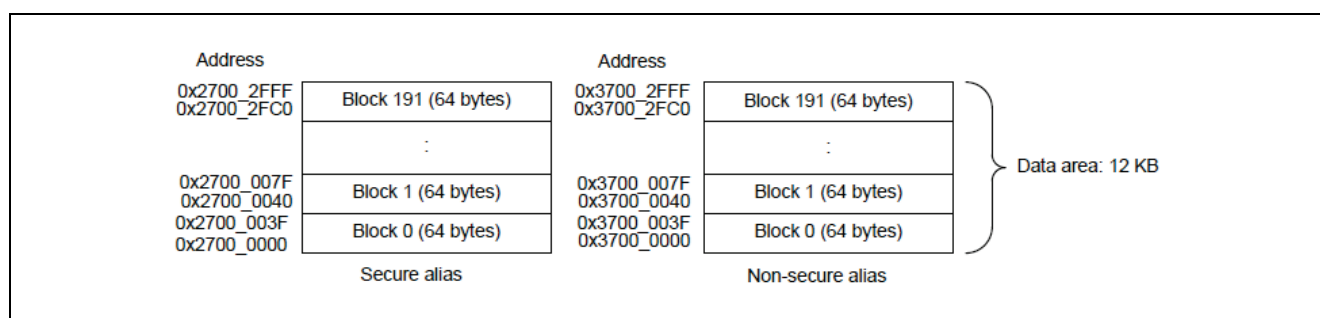 Address Address
0x2700_2FFF Block 191 (64 bytes) 0x3700_2FFF Block 191 (64 bytes)
0x2700_2FC0 0x3700_2FC0
: :
Data area: 12 KB
0x2700_007F Block 1 (64 bytes) 0x3700_007F Block 1 (64 bytes)
0x2700_0040 0x3700_0040
0x2700_003F Block 0 (64 bytes) 0x3700_003F Block 0 (64 bytes)
0x2700_0000 0x3700_0000
Secure alias Non-secure alias